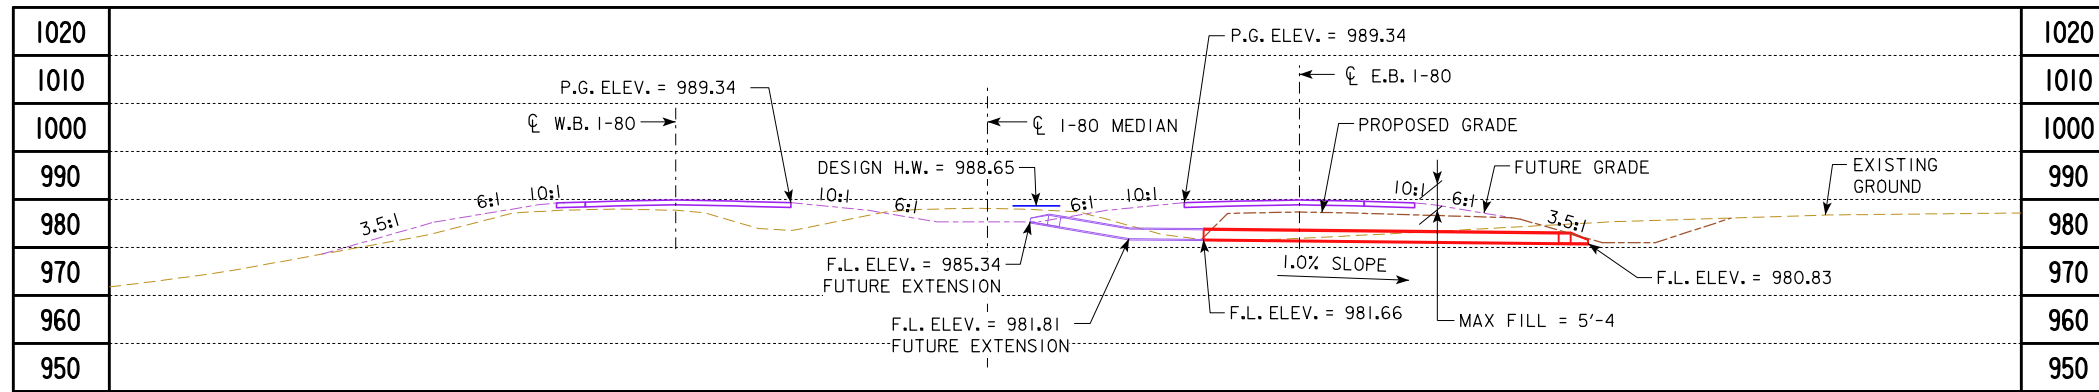 1020
1010
1000
990
980
970
960
950
P.G. ELEV. = 989.34
℄ W.B. I-80
DESIGN H.W. = 988.65
℄ I-80 MEDIAN
P.G. ELEV. = 989.34
℄ E.B. I-80
PROPOSED GRADE
FUTURE GRADE
EXISTING
GROUND
3.5:1
6:1
10:1
10:1
6:1
6:1
10:1
10:1
6:1
3.5:1
F.L. ELEV. = 985.34
FUTURE EXTENSION
F.L. ELEV. = 981.81
FUTURE EXTENSION
F.L. ELEV. = 981.66
1.0% SLOPE
MAX FILL = 5'-4
F.L. ELEV. = 980.83
1020
1010
1000
990
980
970
960
950